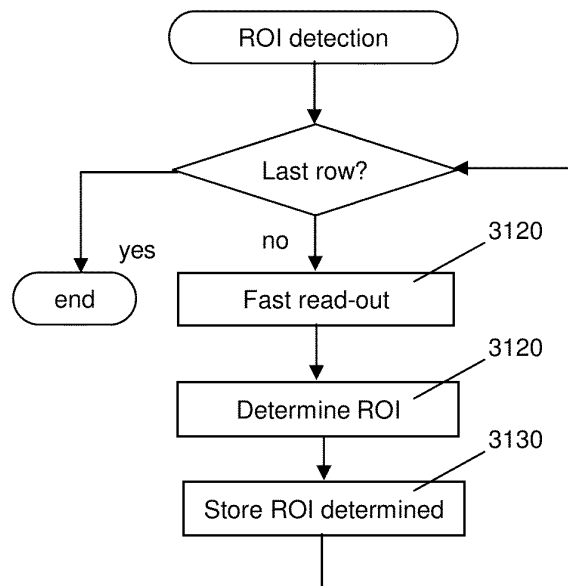 ROI detection
Last row?
yes
no
3120
end
Fast read-out
3120
Determine ROI
3130
Store ROI determined